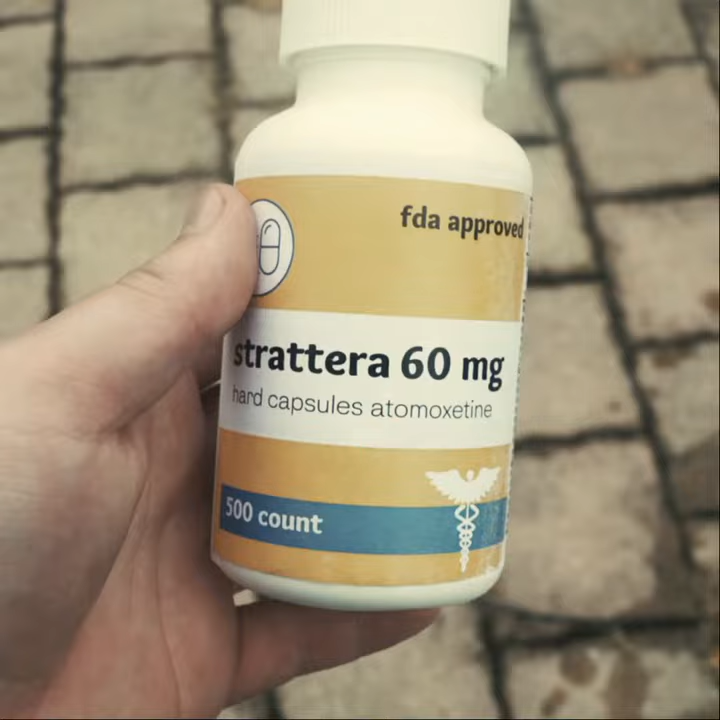 fda approved
strattera 60 mg
hard capsules atomoxetine
500 count